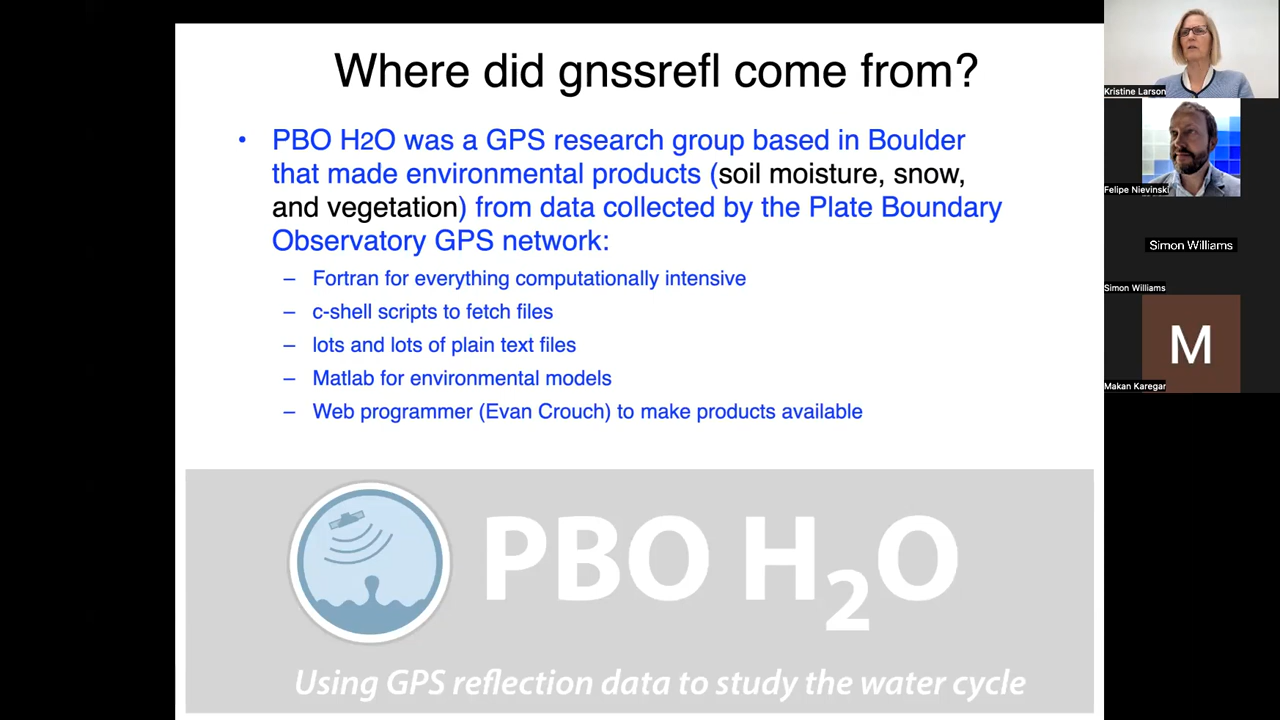 Where did gnssrefl come from?
• PBO H2O was a GPS research group based in Boulder
that made environmental products (soil moisture, snow,
and vegetation) from data collected by the Plate Boundary
Observatory GPS network:
– Fortran for everything computationally intensive
– c-shell scripts to fetch files
– lots and lots of plain text files
– Matlab for environmental models
– Web programmer (Evan Crouch) to make products available
PBO H2O
Using GPS reflection data to study the water cycle
Kristine Larson
Felipe Nievinski
Simon Williams
Simon Williams
M
Makan Karegar